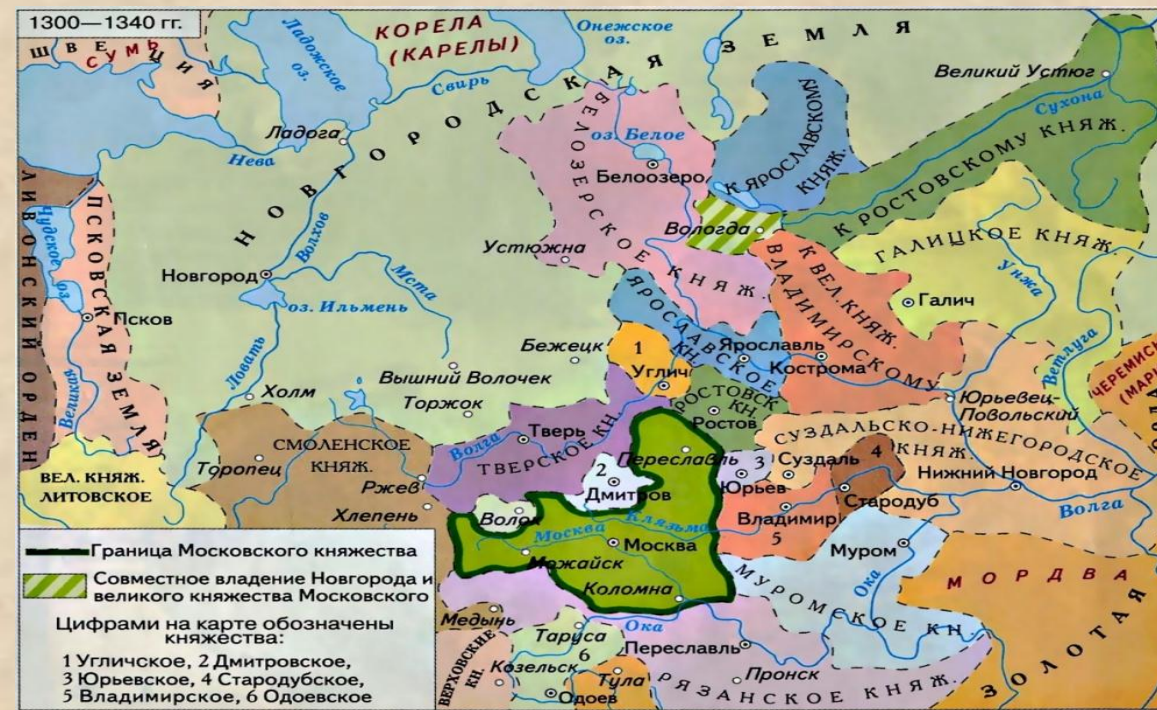 1300—1340 гг.
ШВЕЦИЯ
СУМЬ
Ладожское
оз.
КОРЕЛА
(КАРЕЛЫ)
Онежское
оз.
НОВГОРОДСКАЯ ЗЕМЛЯ
Свирь
Великий Устюг
Сухона
Ладога
Нева
оз. Белое
Белоозеро
БЕЛОЗЕРСКОЕ КНЯЖ.
К ЯРОСЛАВСКОМУ
КНЯЖ.
К РОСТОВСКОМУ КНЯЖ.
ЛИВОНСКИЙ ОРДЕН
Чудское
оз.
ПСКОВСКАЯ ЗЕМЛЯ
Волхов
Вологда
Устюжна
ГАЛИЦКОЕ КНЯЖ.
Унжа
Новгород
Мста
оз. Ильмень
К ВЕЛ. КНЯЖ.
ВЛАДИМИРСКОМУ
Галич
Псков
Великая
Ловать
Бежецк
1
Углич
ЯРОСЛАВСКОЕ
КН.
Ярославль
Кострома
Ветлуга
ЧЕРЕМИСЫ
Вышний Волочек
Торжок
Холм
РОСТОВСК.
КН.
Ростов
Юрьевец-
Повольский
СМОЛЕНСКОЕ
КНЯЖ.
Торопец
Тверь
Волга
ТВЕРСКОЕ КН.
Переславль
СУЗДАЛЬСКО-НИЖЕГОРОДСКОЕ
КНЯЖ.
3
Юрьев
Суздаль
4
Нижний Новгород
ВЕЛ. КНЯЖ.
ЛИТОВСКОЕ
Ржев
2
Дмитров
Стародуб
Волга
Хлепень
Волок
Клязьма
Владимир
5
Москва
Москва
Можайск
Муром
Коломна
МУРОМСКОЕ КН.
Ока
МОРДВА
Медынь
Ока
Таруса
6
Переславль
ВЕРХОВСКИЕ
КН.
Козельск
Одоев
Тула
Пронск
РЯЗАНСКОЕ КНЯЖ.
ЗОЛОТАЯ
Граница Московского княжества
Совместное владение Новгорода и
великого княжества Московского
Цифрами на карте обозначены
княжества:
1 Угличское, 2 Дмитровское,
3 Юрьевское, 4 Стародубское,
5 Владимирское, 6 Одоевское